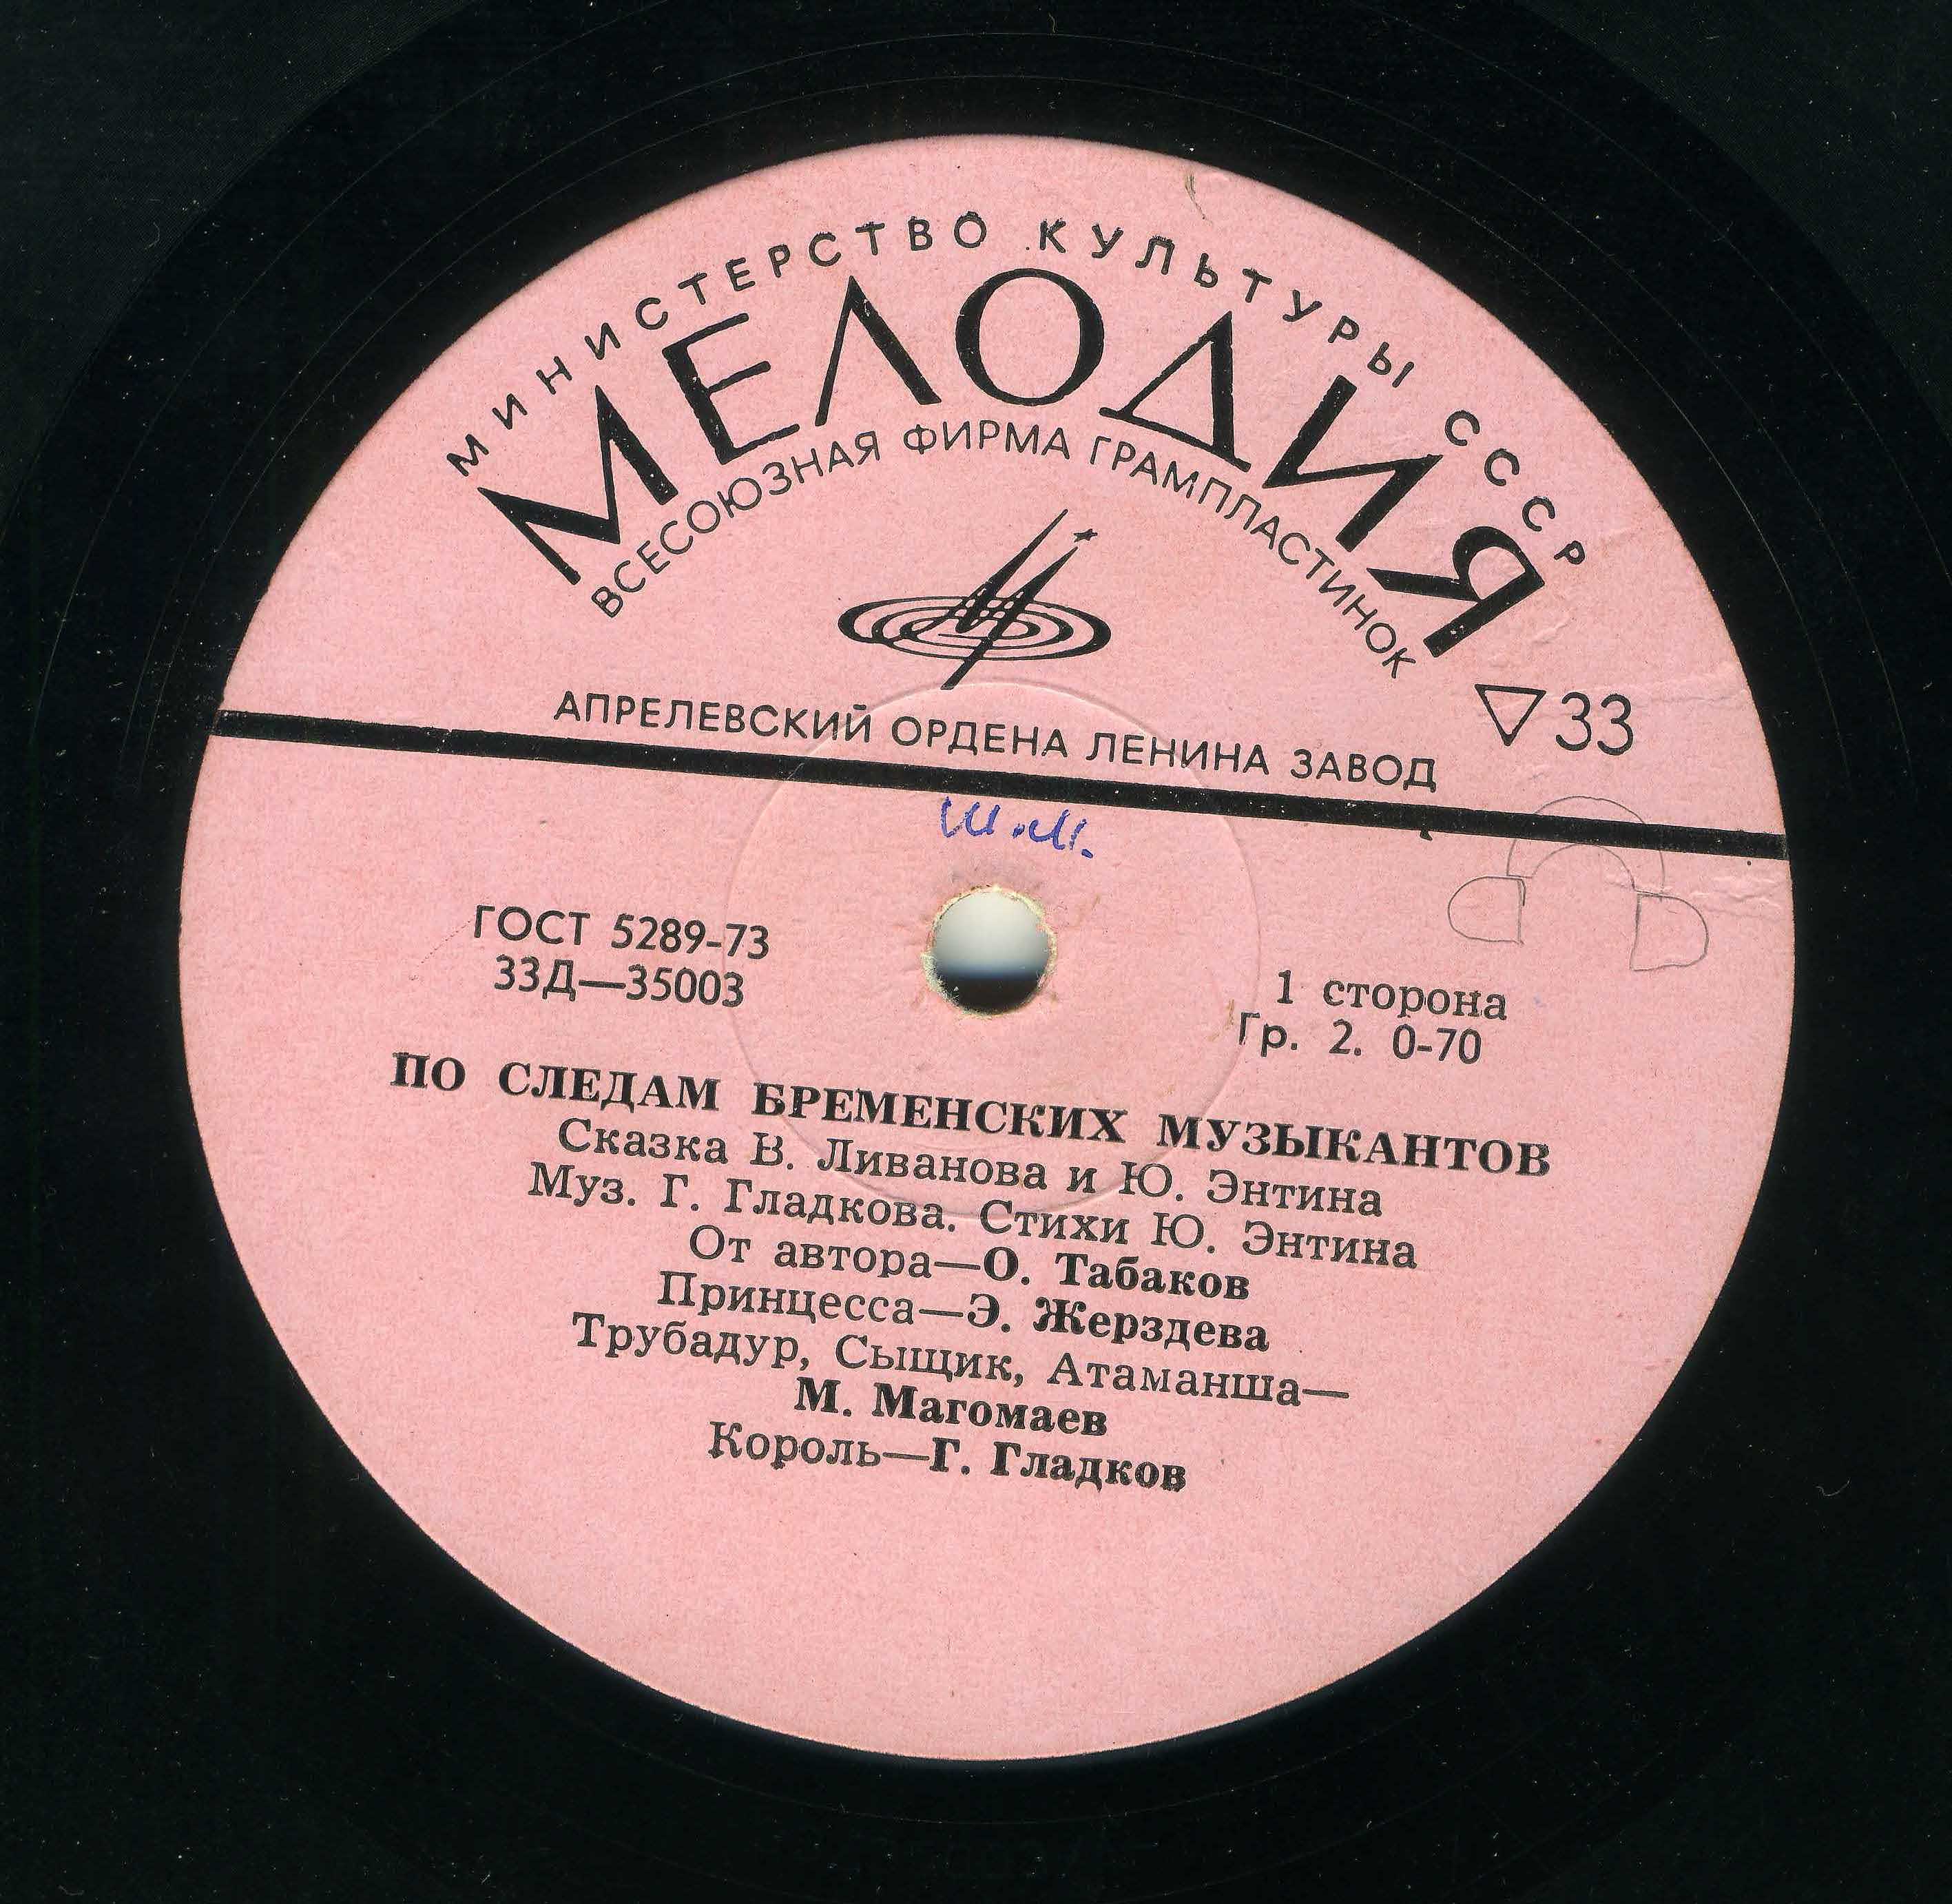 МИНИСТЕРСТВО КУЛЬТУРЫ СССР
МЕЛОДИЯ
ВСЕСОЮЗНАЯ ФИРМА ГРАМПЛАСТИНОК
▽33
АПРЕЛЕВСКИЙ ОРДЕНА ЛЕНИНА ЗАВОД
Ш.М.
ГОСТ 5289-73
33Д—35003
1 сторона
Гр. 2. 0-70
ПО СЛЕДАМ БРЕМЕНСКИХ МУЗЫКАНТОВ
Сказка В. Ливанова и Ю. Энтина
Муз. Г. Гладкова. Стихи Ю. Энтина
От автора—О. Табаков
Принцесса—Э. Жерздева
Трубадур, Сыщик, Атаманша—
М. Магомаев
Король—Г. Гладков